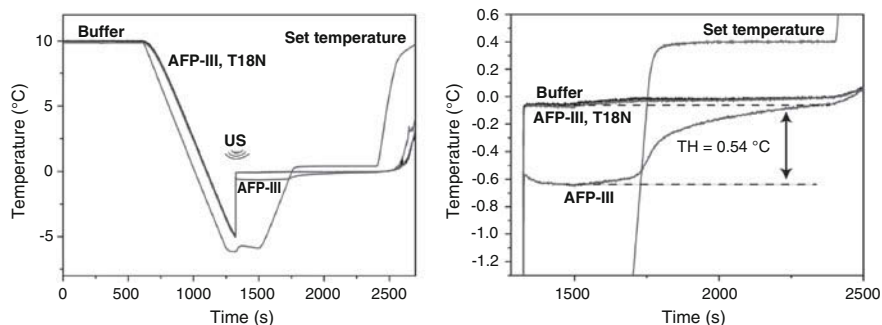 Buffer
AFP-III, T18N
Set temperature
US
AFP-III
10
5
0
-5
Temperature (°C)
0
500
1000
1500
2000
2500
Time (s)
0.6
0.4
0.2
0.0
-0.2
-0.4
-0.6
-0.8
-1.0
-1.2
Temperature (°C)
Set temperature
Buffer
AFP-III, T18N
TH = 0.54 °C
AFP-III
1500
2000
2500
Time (s)